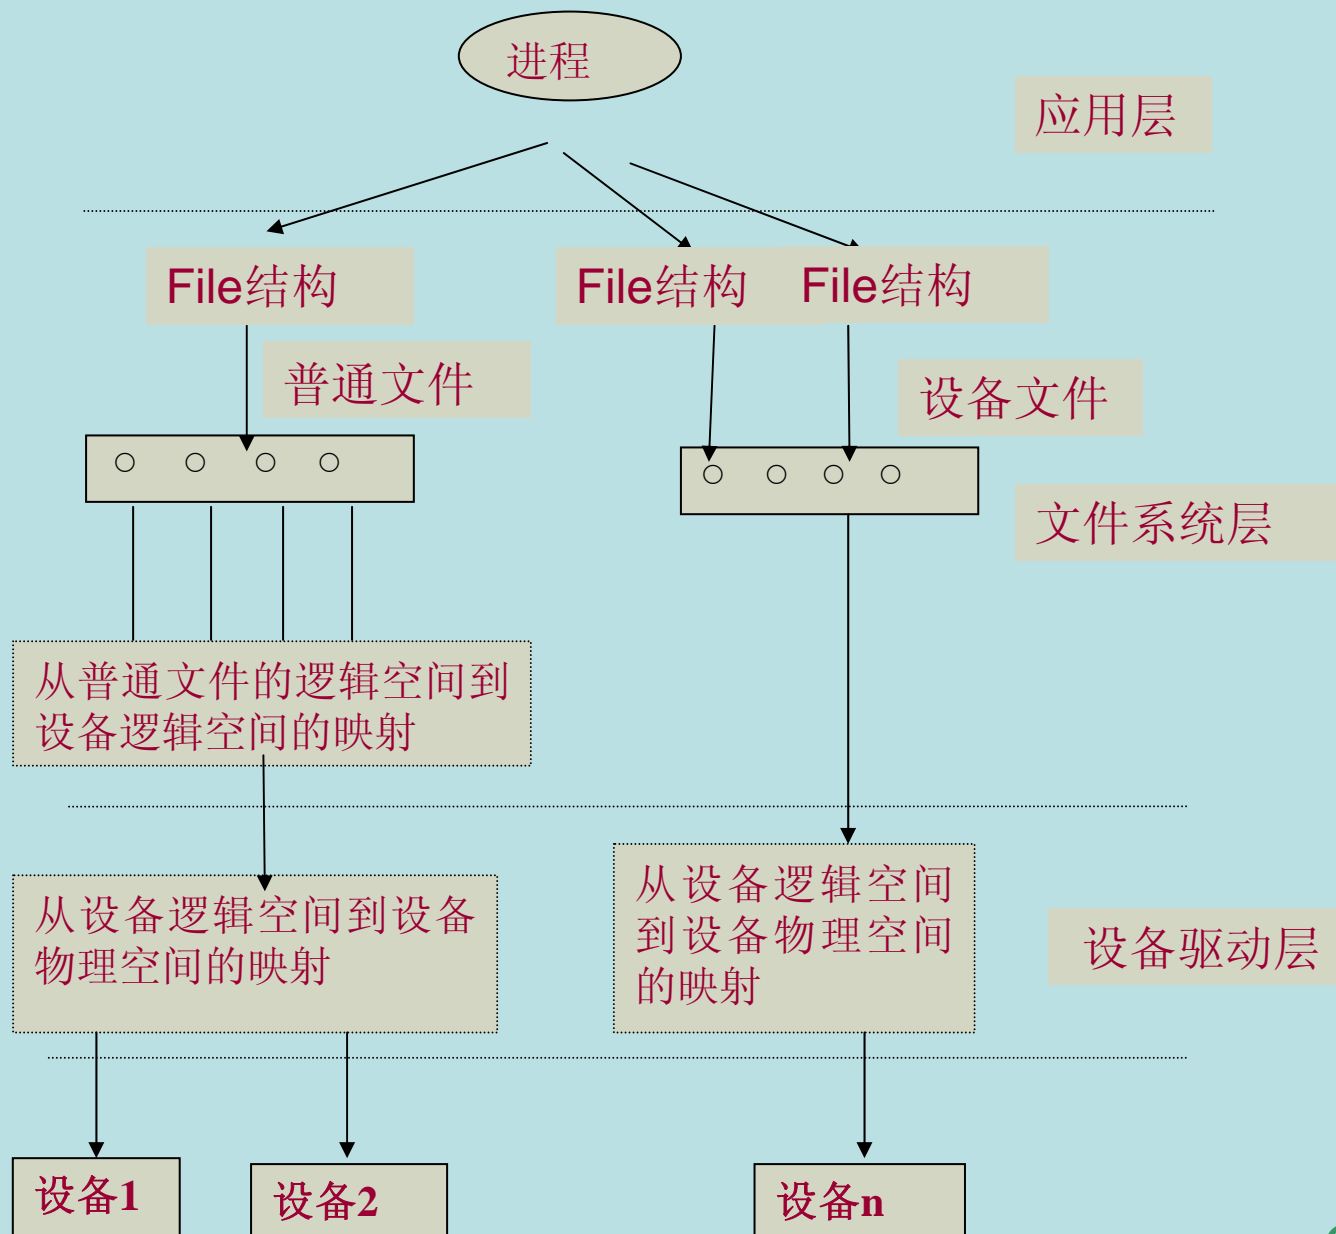 进程
应用层
File结构
File结构
File结构
普通文件
设备文件
文件系统层
从普通文件的逻辑空间到
设备逻辑空间的映射
从设备逻辑空间到设备
物理空间的映射
从设备逻辑空间
到设备物理空间
的映射
设备驱动层
设备1
设备2
设备n